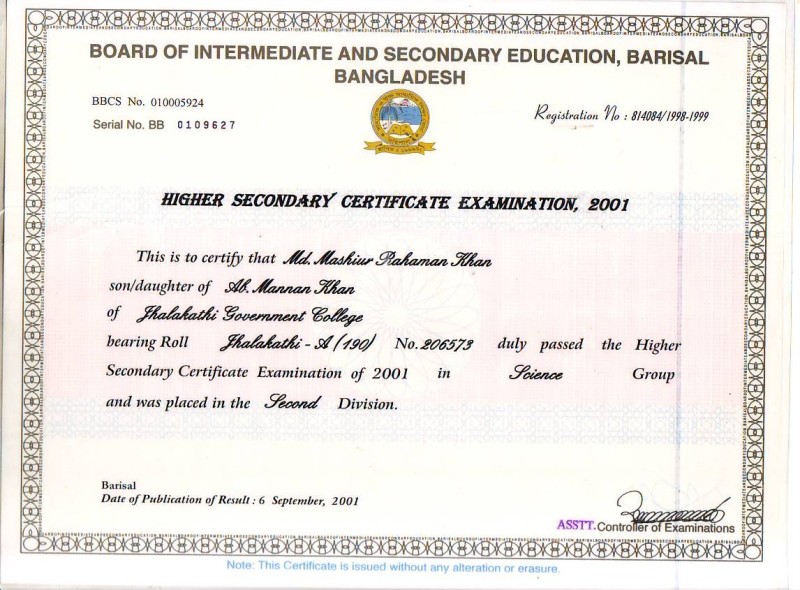 BOARD OF INTERMEDIATE AND SECONDARY EDUCATION, BARISAL
BANGLADESH
BBCS No. 010005924
Serial No. BB 0109627
Registration No : 814084/1998-1999
HIGHER SECONDARY CERTIFICATE EXAMINATION, 2001
This is to certify that Md. Mashiur Rahaman Khan
son/daughter of Ab. Mannan Khan
of Jhalakathi Government College
bearing Roll Jhalakathi - A (190) No. 206573 duly passed the Higher
Secondary Certificate Examination of 2001 in Science Group
and was placed in the Second Division.
Barisal
Date of Publication of Result : 6 September, 2001
ASSTT. Controller of Examinations
Note: This Certificate is issued without any alteration or erasure.